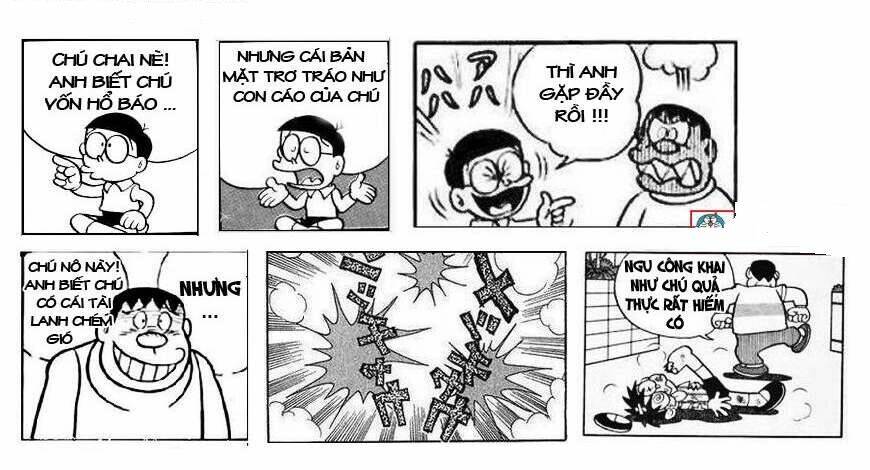 CHÚ CHAI NÈ!
ANH BIẾT CHÚ
VỐN HỔ BÁO ...
NHƯNG CÁI BẢN
MẶT TRƠ TRÁO NHƯ
CON CÁO CỦA CHÚ
THÌ ANH
GẶP ĐẦY
RỒI !!!
CHÚ NÔ NÀY!
ANH BIẾT CHÚ
CÓ CÁI TÀI
LANH CHÉM
GIÓ
NHƯNG
...
NGU CÔNG KHAI
NHƯ CHÚ QUẢ
THỰC RẤT HIẾM
CÓ